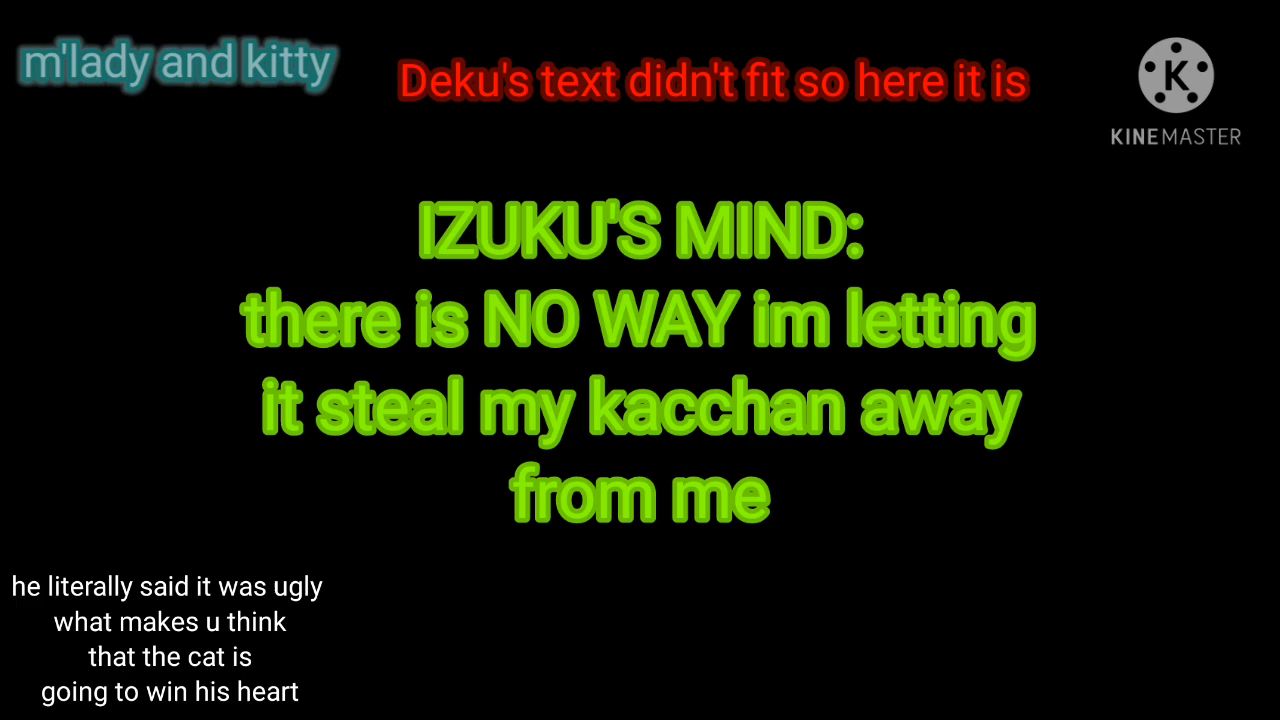 m'lady and kitty
Deku's text didn't fit so here it is
K
KINEMASTER
IZUKU'S MIND:
there is NO WAY im letting
it steal my kacchan away
from me
he literally said it was ugly
what makes u think
that the cat is
going to win his heart